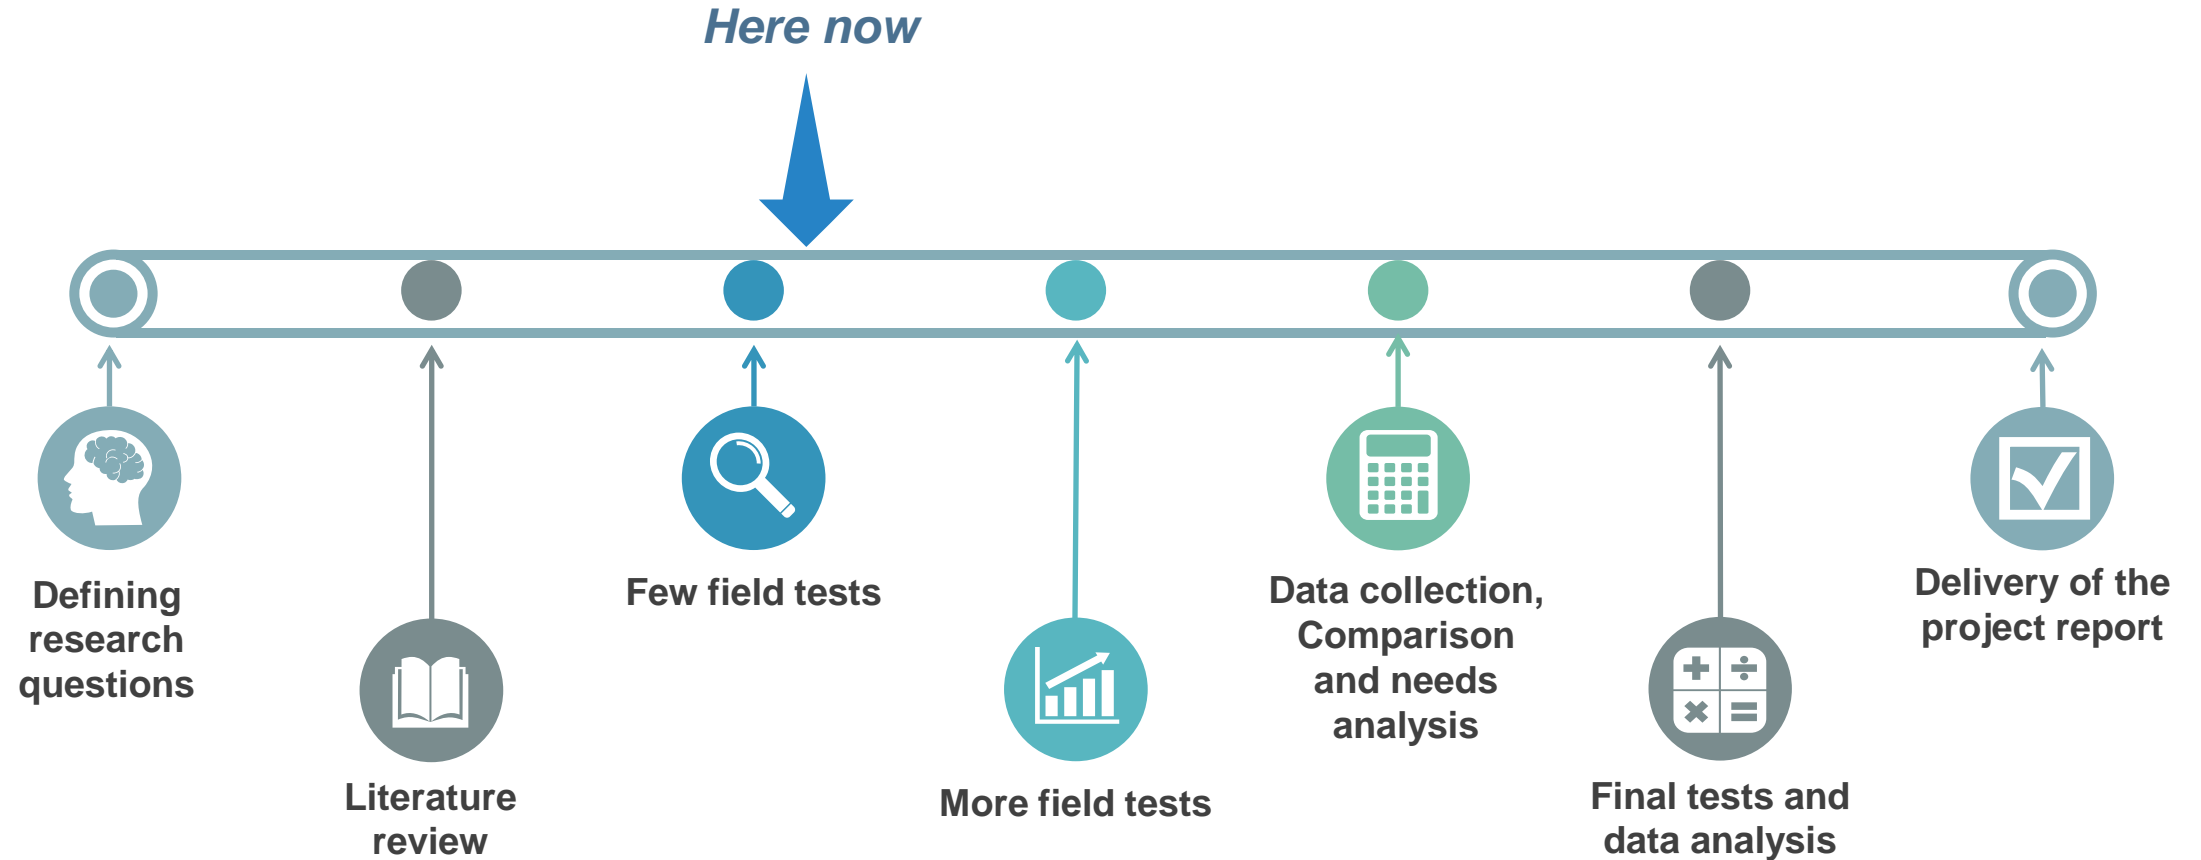 Here now
Defining
research
questions
Literature
review
Few field tests
More field tests
Data collection,
Comparison
and needs
analysis
Final tests and
data analysis
Delivery of the
project report